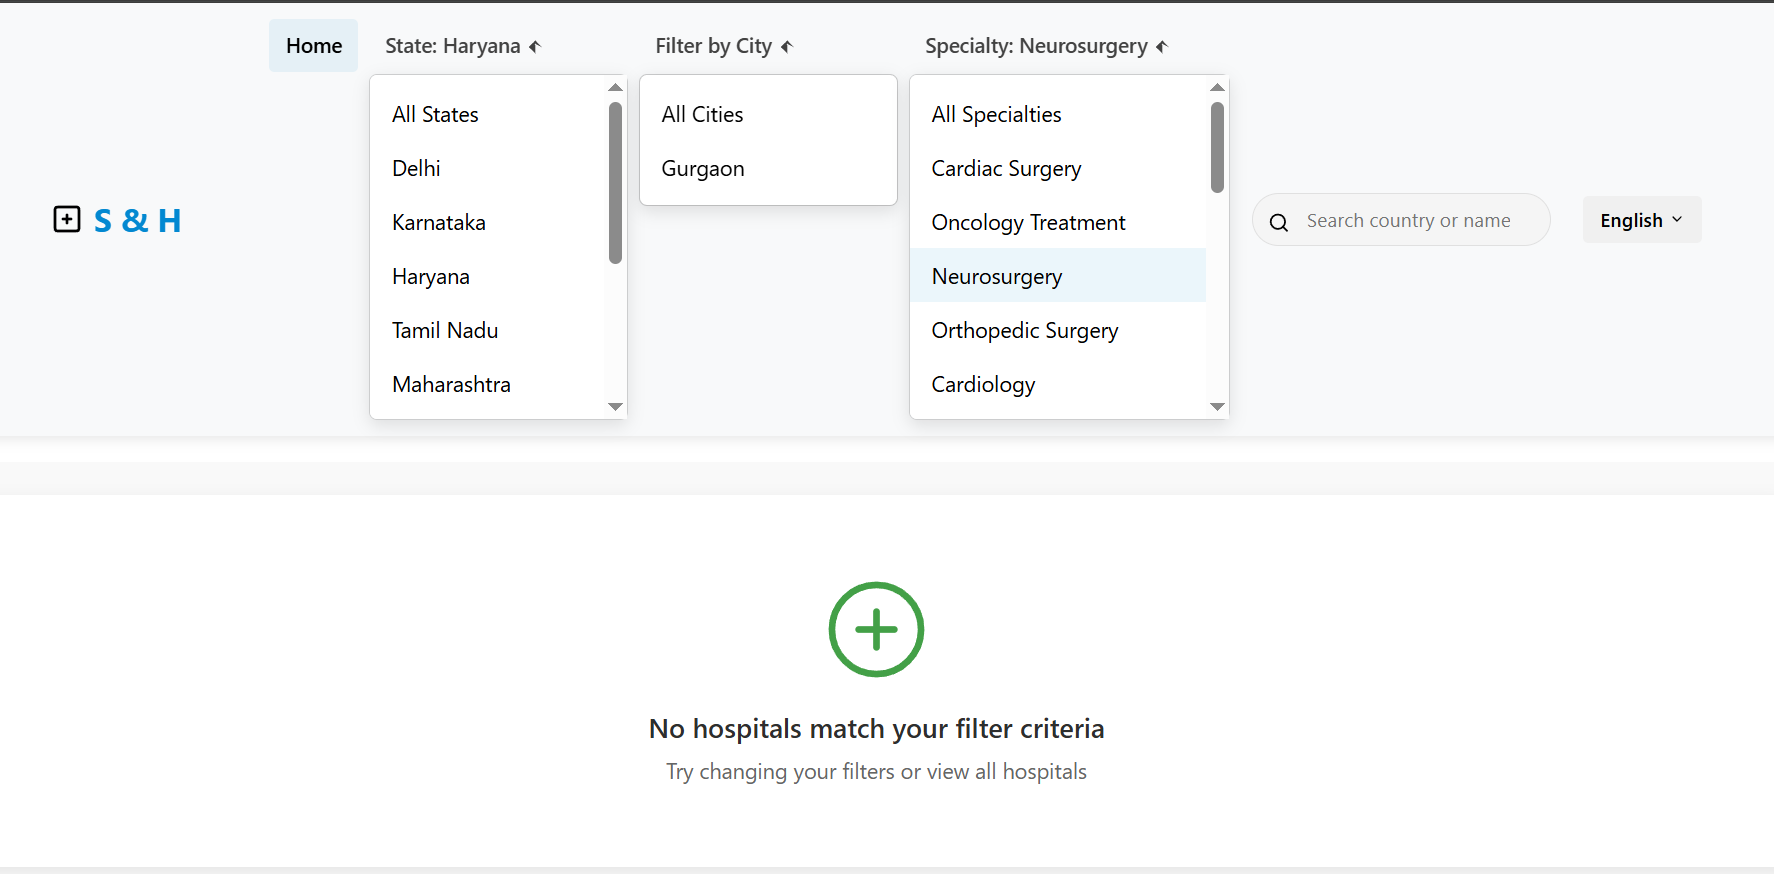 Home
State: Haryana
Filter by City
Specialty: Neurosurgery
All States
Delhi
Karnataka
Haryana
Tamil Nadu
Maharashtra
All Cities
Gurgaon
All Specialties
Cardiac Surgery
Oncology Treatment
Neurosurgery
Orthopedic Surgery
Cardiology
S & H
Search country or name
English
No hospitals match your filter criteria
Try changing your filters or view all hospitals